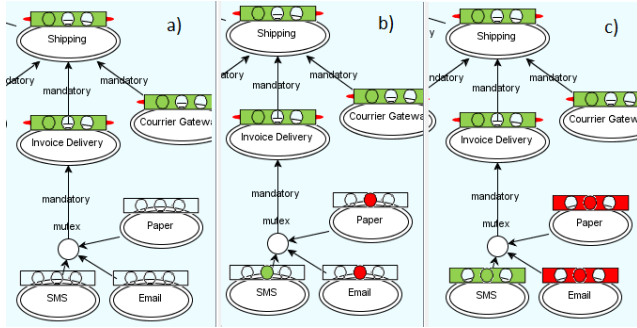 a)
Shipping
mandatory
mandatory
mandatory
Invoice Delivery
Courrier Gatewa
mandatory
mutex
Paper
SMS
Email
b)
Shipping
mandatory
mandatory
Invoice Delivery
Courrier Gatewa
mandatory
mutex
Paper
SMS
Email
c)
y
Shipping
mandatory
mandatory
Invoice Delivery
Courrier Gatewa
mandatory
mutex
Paper
SMS
Email